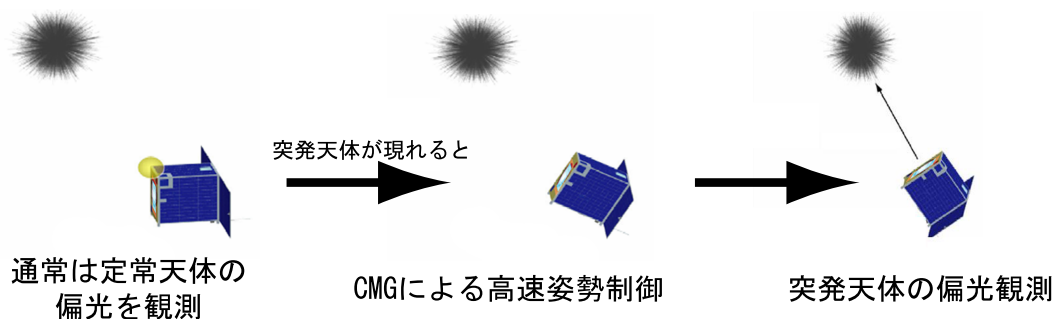 突発天体が現れると
通常は定常天体の
偏光を観測
CMGによる高速姿勢制御
突発天体の偏光観測